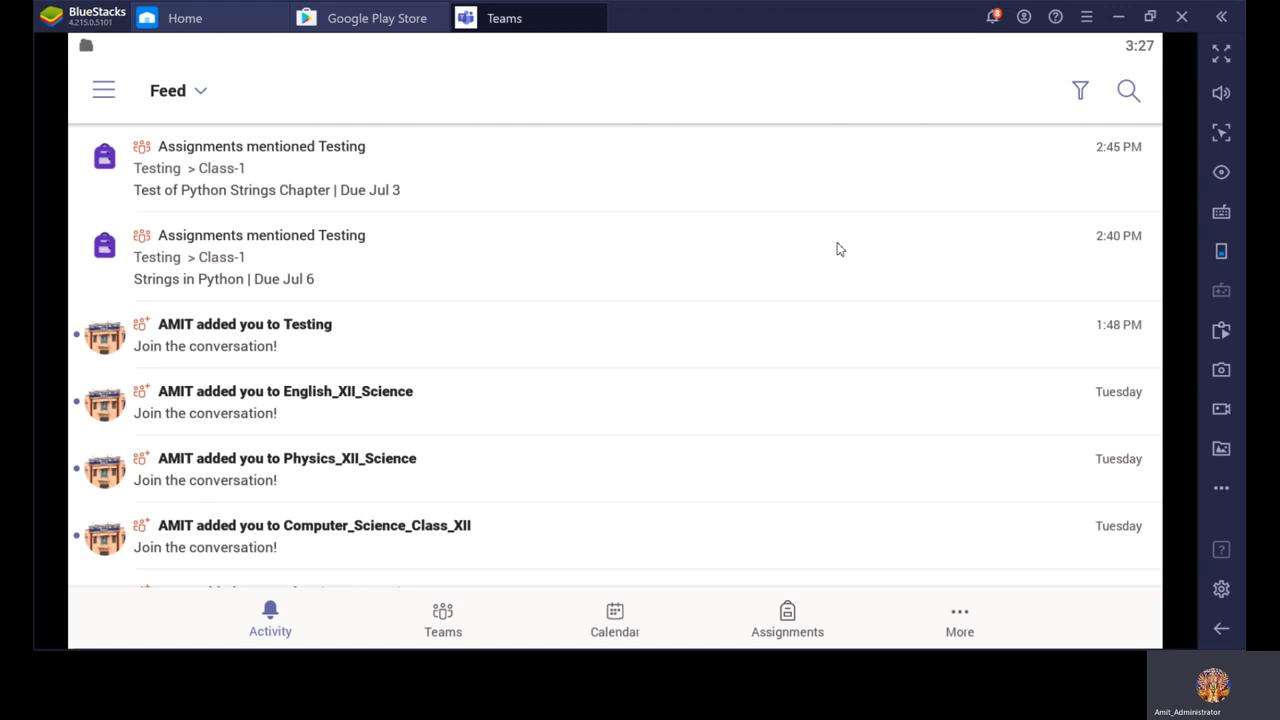 BlueStacks
4.215.0.5101
Home
Google Play Store
Teams
8
3:27
Feed
Assignments mentioned Testing
2:45 PM
Testing > Class-1
Test of Python Strings Chapter | Due Jul 3
Assignments mentioned Testing
2:40 PM
Testing > Class-1
Strings in Python | Due Jul 6
AMIT added you to Testing
1:48 PM
Join the conversation!
AMIT added you to English_XII_Science
Tuesday
Join the conversation!
AMIT added you to Physics_XII_Science
Tuesday
Join the conversation!
AMIT added you to Computer_Science_Class_XII
Tuesday
Join the conversation!
Activity
Teams
Calendar
Assignments
More
Amit_Administrator